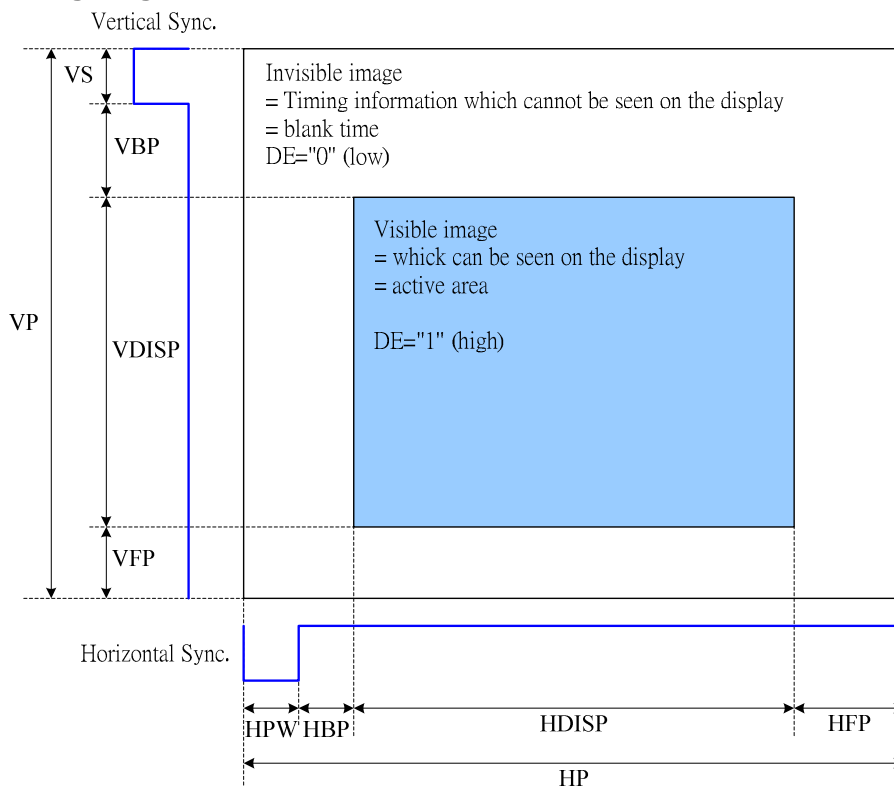 Vertical Sync.
VS
Invisible image
= Timing information which cannot be seen on the display
= blank time
DE="0" (low)
VBP
Visible image
= whick can be seen on the display
= active area
DE="1" (high)
VP
VDISP
VFP
Horizontal Sync.
HPW
HBP
HDISP
HFP
HP